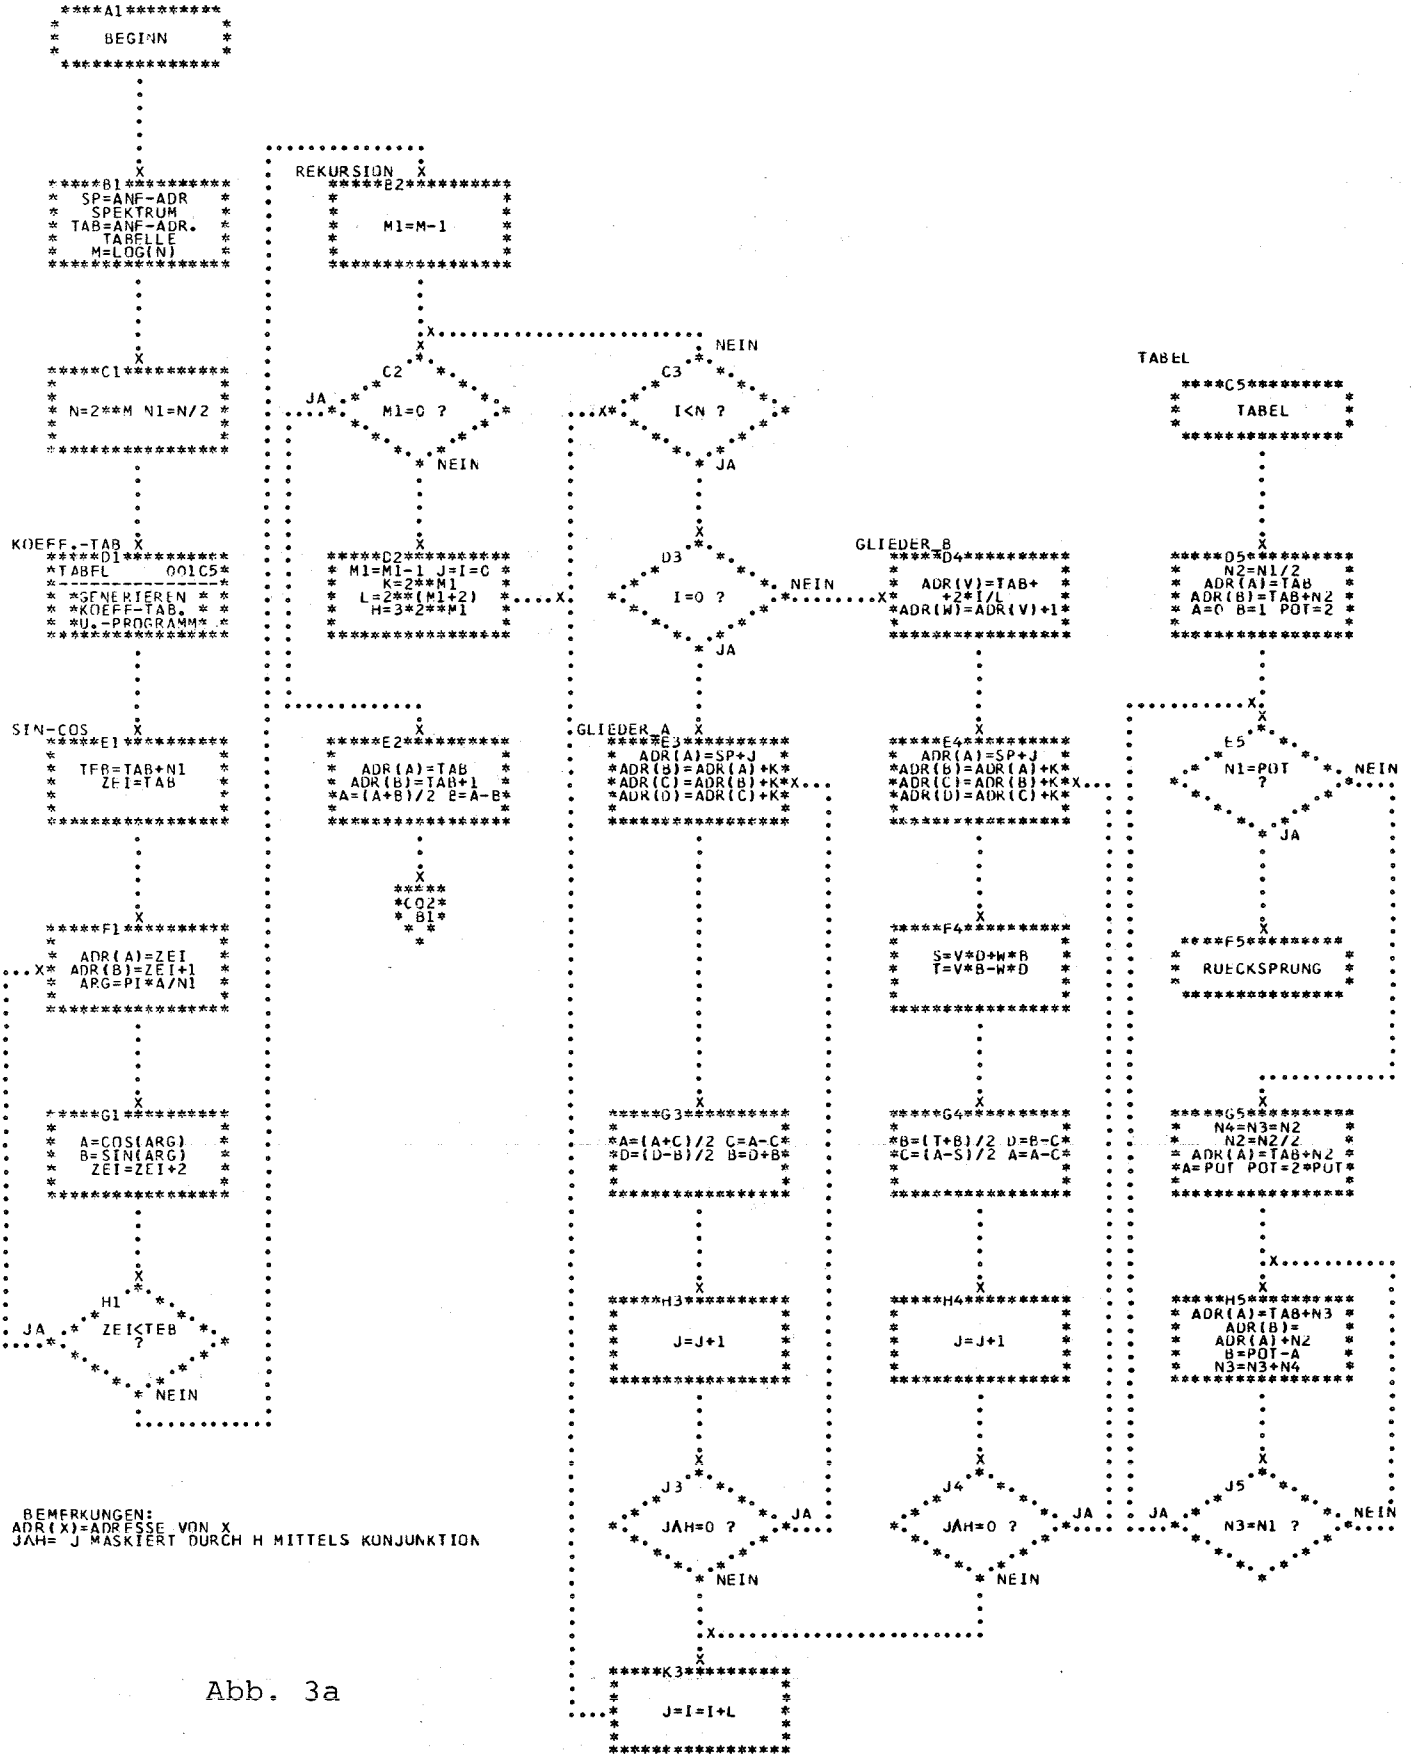 A1
BEGINN
B1
SP=ANF-ADR
SPEKTRUM
TAB=ANF-ADR.
TABELLE
M=LOG(N)
C1
N=2**M N1=N/2
KOEFF.-TAB
D1
TABEL 001C5
GENERIEREN
KOEFF-TAB.
U.-PROGRAMM
SIN-COS
E1
TEB=TAB+N1
ZEI=TAB
F1
ADR(A)=ZEI
ADR(B)=ZEI+1
ARG=PI*A/N1
G1
A=COS(ARG)
B=SIN(ARG)
ZEI=ZEI+2
H1
JA
ZEI<TEB
?
NEIN
REKURSION
B2
M1=M-1
C2
JA
M1=0 ?
NEIN
D2
M1=M1-1 J=I=0
K=2**M1
L=2**(M1+2)
H=3*2**M1
E2
ADR(A)=TAB
ADR(B)=TAB+1
A=(A+B)/2 B=A-B
C02
B1
NEIN
C3
I<N ?
JA
D3
I=0 ?
NEIN
JA
GLIEDER_A
E3
ADR(A)=SP+J
ADR(B)=ADR(A)+K
ADR(C)=ADR(B)+K
ADR(D)=ADR(C)+K
G3
A=(A+C)/2 C=A-C
D=(D-B)/2 B=D+B
H3
J=J+1
J3
J∧H=0 ?
JA
NEIN
K3
J=I=I+L
GLIEDER_B
D4
ADR(V)=TAB+
+2*I/L
ADR(W)=ADR(V)+1
E4
ADR(A)=SP+J
ADR(B)=ADR(A)+K
ADR(C)=ADR(B)+K
ADR(D)=ADR(C)+K
F4
S=V*D+W*B
T=V*B-W*D
G4
B=(T+B)/2 D=B-C
C=(A-S)/2 A=A-C
H4
J=J+1
J4
J∧H=0 ?
JA
NEIN
TABEL
C5
TABEL
D5
N2=N1/2
ADR(A)=TAB
ADR(B)=TAB+N2
A=0 B=1 POT=2
E5
N1=POT
?
NEIN
JA
F5
RUECKSPRUNG
G5
N4=N3=N2
N2=N2/2
ADR(A)=TAB+N2
A=POT POT=2*POT
H5
ADR(A)=TAB+N3
ADR(B)=
ADR(A)+N2
B=POT-A
N3=N3+N4
J5
JA
N3=N1 ?
NEIN
BEMERKUNGEN:
ADR(X)=ADRESSE VON X
J∧H= J MASKIERT DURCH H MITTELS KONJUNKTION
Abb. 3a